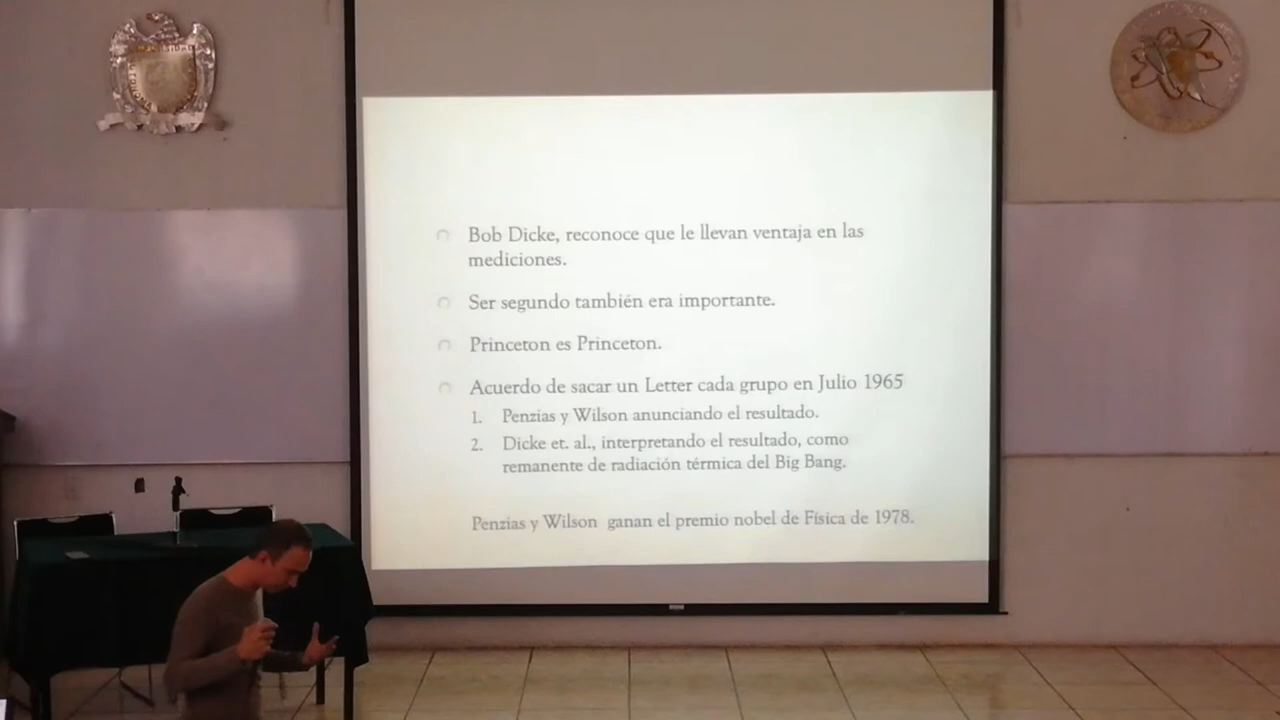 Bob Dicke, reconoce que le llevan ventaja en las
mediciones.
Ser segundo también era importante.
Princeton es Princeton.
Acuerdo de sacar un Letter cada grupo en Julio 1965
1. Penzias y Wilson anunciando el resultado.
2. Dicke et. al., interpretando el resultado, como
remanente de radiación térmica del Big Bang.
Penzias y Wilson ganan el premio nobel de Física de 1978.